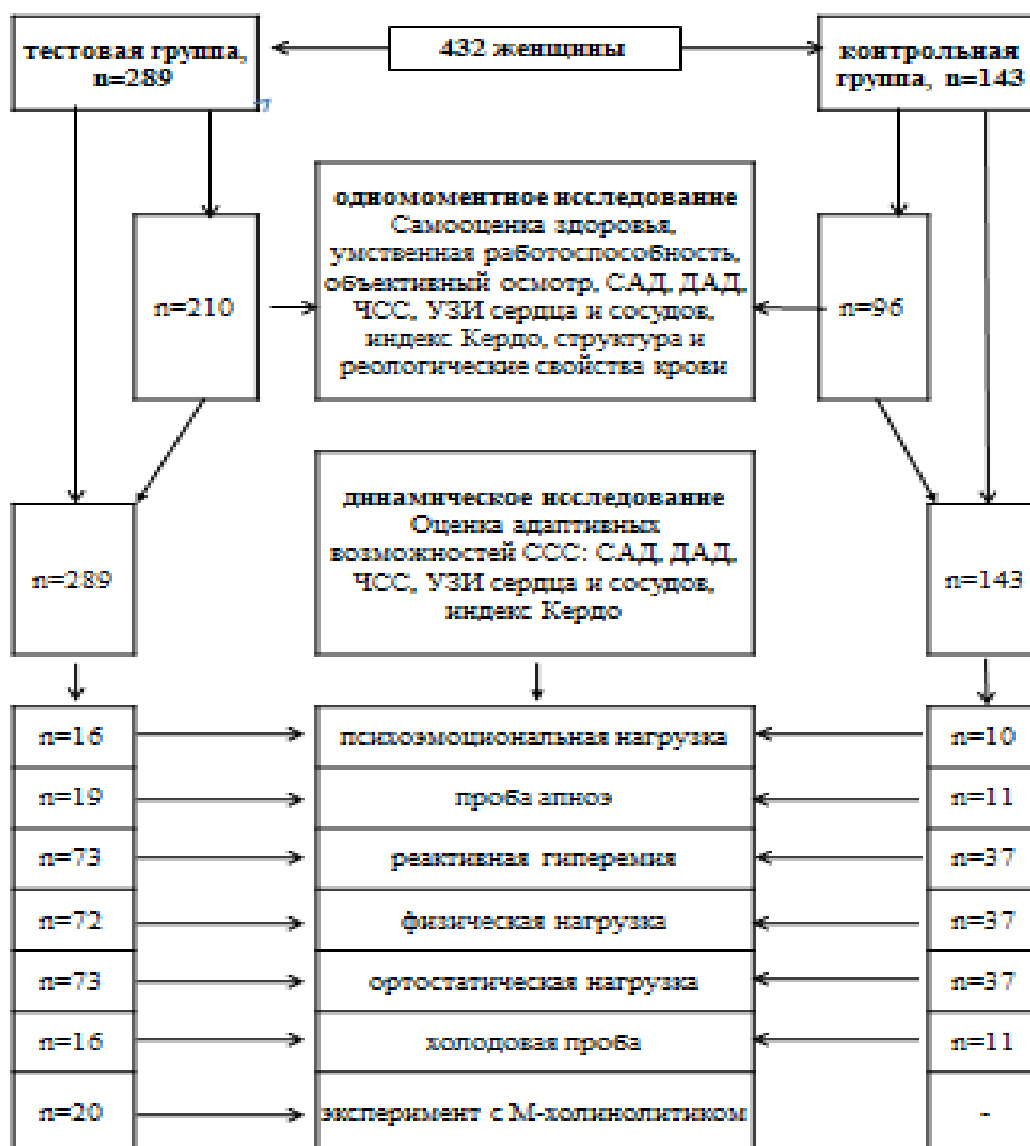 432 женщины
тестовая группа,
n=289
контрольная
группа, n=143
одномоментное исследование
Самооценка здоровья,
умственная работоспособность,
объективный осмотр, САД, ДАД,
ЧСС, УЗИ сердца и сосудов,
индекс Кердо, структура и
реологические свойства крови
n=210
n=96
динамическое исследование
Оценка адаптивных
возможностей ССС: САД, ДАД,
ЧСС, УЗИ сердца и сосудов,
индекс Кердо
n=289
n=143
n=16
психоэмоциональная нагрузка
n=10
n=19
проба апноэ
n=11
n=73
реактивная гиперемия
n=37
n=72
физическая нагрузка
n=37
n=73
ортостатическая нагрузка
n=37
n=16
холодовая проба
n=11
n=20
эксперимент с М-холинолитиком
-